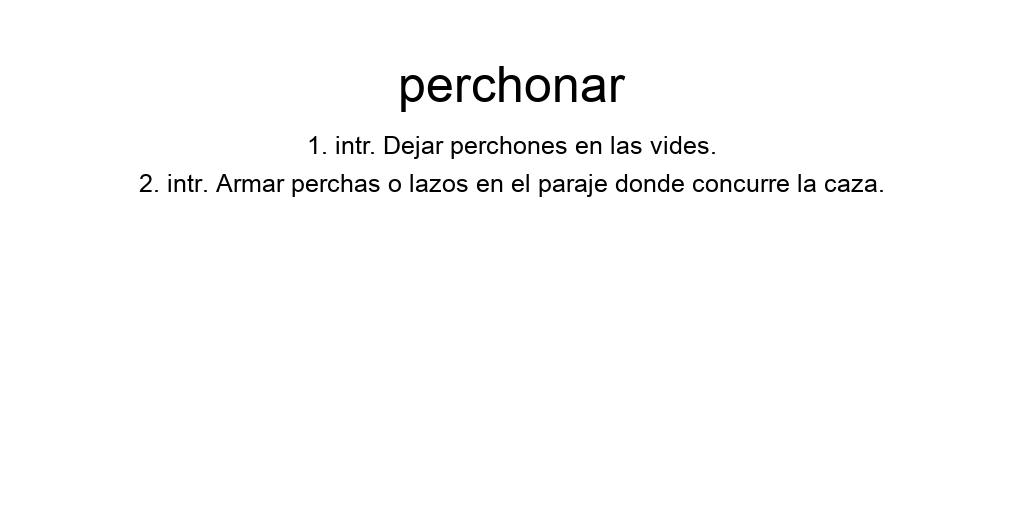 perchonar
1. intr. Dejar perchones en las vides.
2. intr. Armar perchas o lazos en el paraje donde concurre la caza.